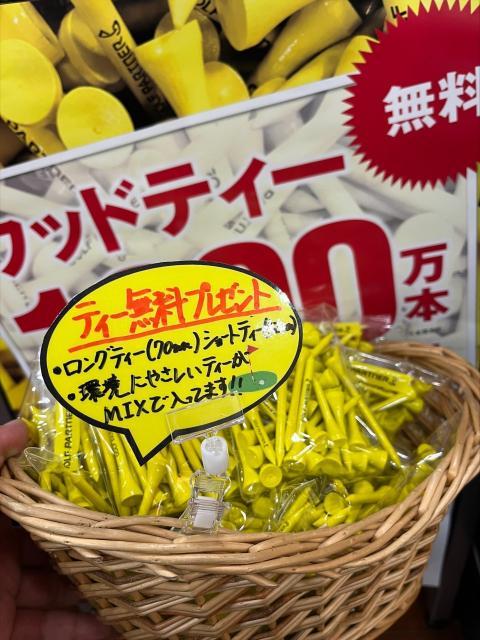 無料
ウッドティー
万本
ティー無料プレゼント
・ロングティー(70mm)ショートティー
・環境にやさしいティーが
MIXで入ってます!!
GOLF PARTNER